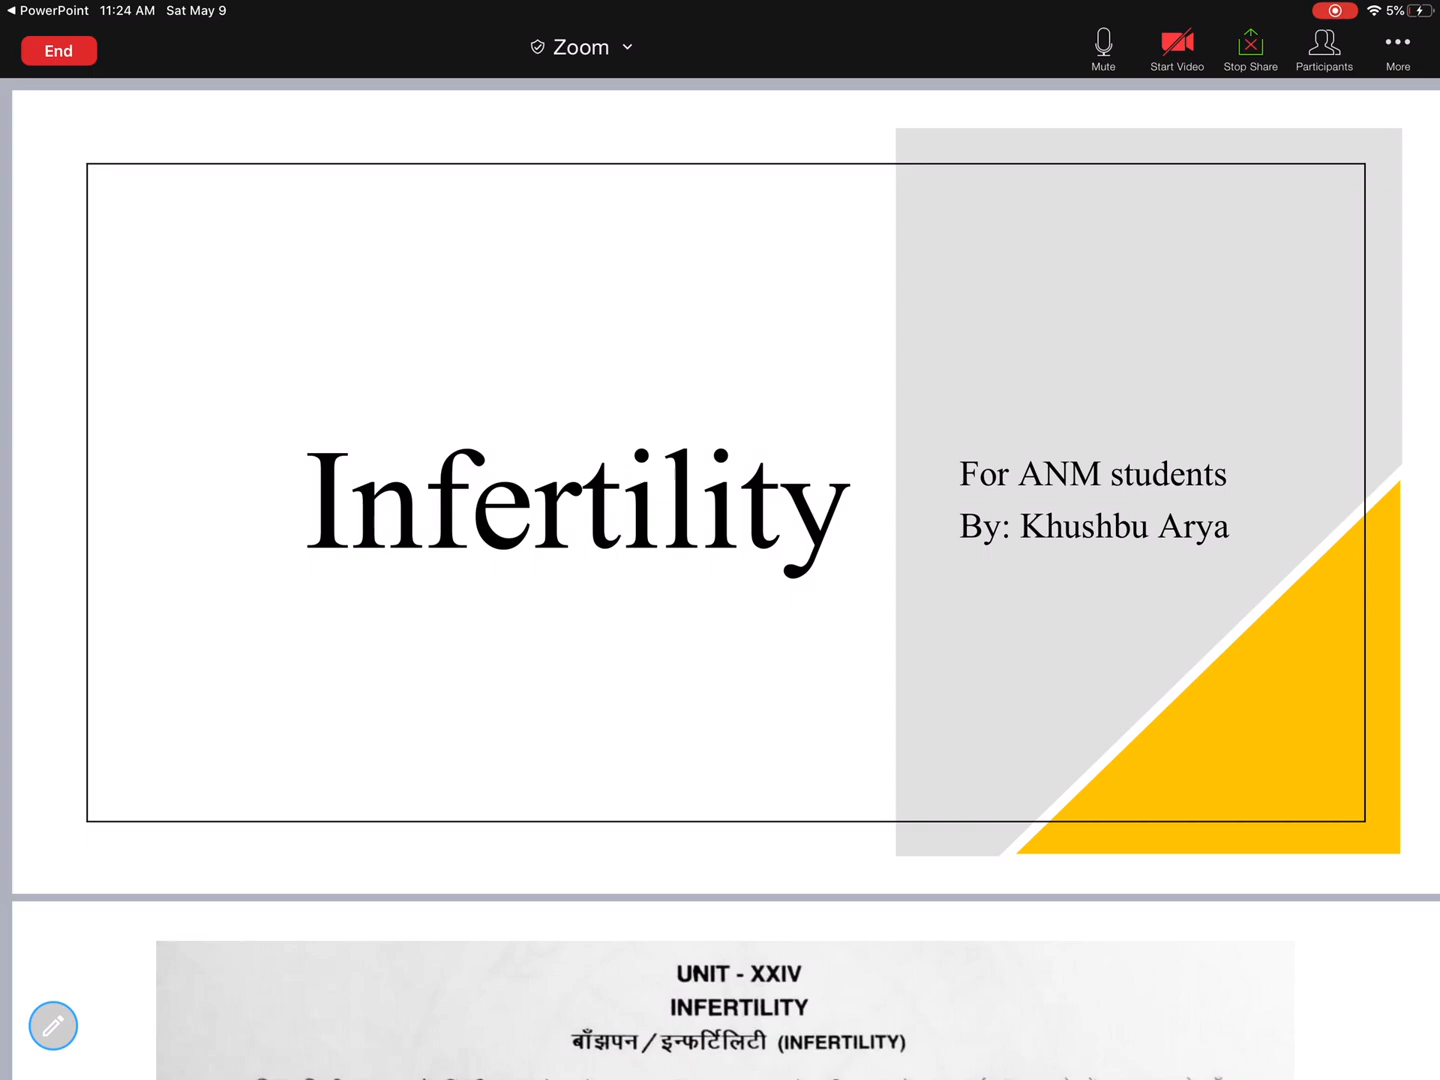 PowerPoint 11:24 AM Sat May 9
5%
End
Zoom
Mute
Start Video
Stop Share
Participants
More
Infertility
For ANM students
By: Khushbu Arya
UNIT - XXIV
INFERTILITY
बाँझपन / इन्फर्टिलिटी (INFERTILITY)